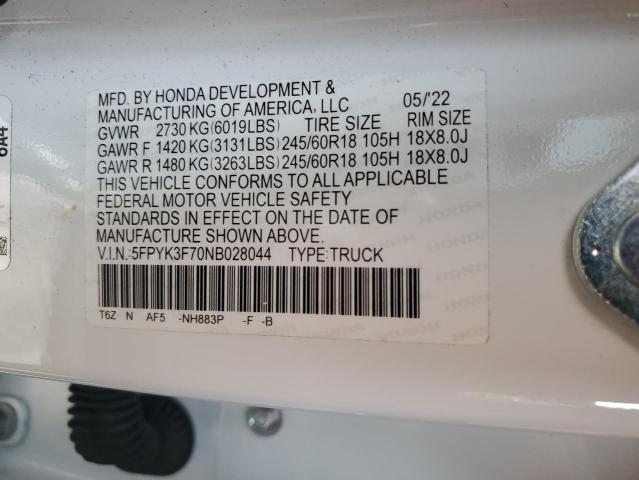 MFD. BY HONDA DEVELOPMENT &
MANUFACTURING OF AMERICA, LLC 05/'22
GVWR 2730 KG(6019LBS) TIRE SIZE RIM SIZE
GAWR F 1420 KG(3131LBS) 245/60R18 105H 18X8.0J
GAWR R 1480 KG(3263LBS) 245/60R18 105H 18X8.0J
THIS VEHICLE CONFORMS TO ALL APPLICABLE
FEDERAL MOTOR VEHICLE SAFETY
STANDARDS IN EFFECT ON THE DATE OF
MANUFACTURE SHOWN ABOVE.
V.I.N.:5FPYK3F70NB028044 TYPE:TRUCK
T6Z N AF5 -NH883P -F -B
6A4